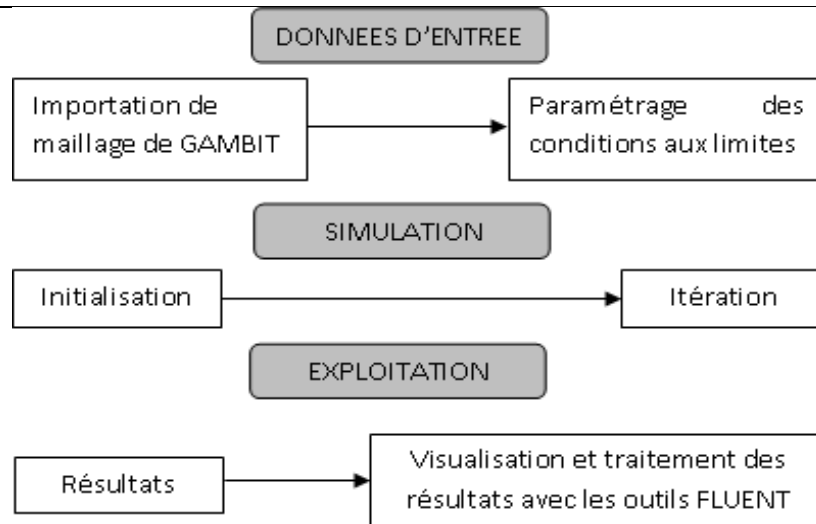 DONNEES D'ENTREE
Importation de
maillage de GAMBIT
Paramétrage des
conditions aux limites
SIMULATION
Initialisation
Itération
EXPLOITATION
Résultats
Visualisation et traitement des
résultats avec les outils FLUENT